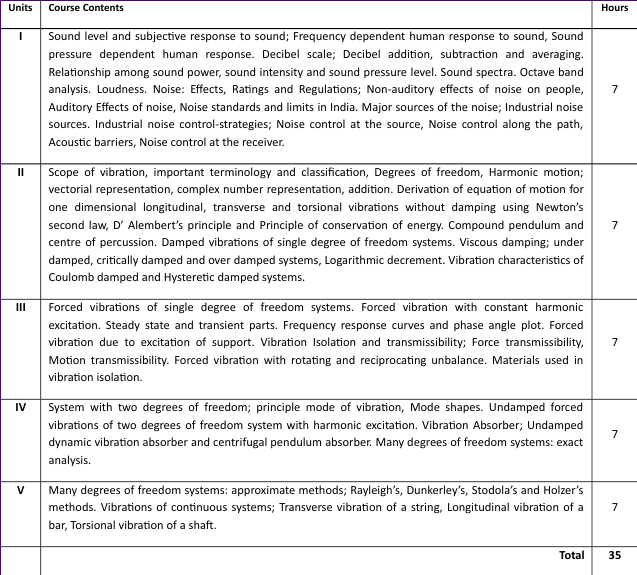 Units Course Contents Hours
I Sound level and subjective response to sound; Frequency dependent human response to sound, Sound
pressure dependent human response. Decibel scale; Decibel addition, subtraction and averaging.
Relationship among sound power, sound intensity and sound pressure level. Sound spectra. Octave band
analysis. Loudness. Noise: Effects, Ratings and Regulations; Non-auditory effects of noise on people,
7
Auditory Effects of noise, Noise standards and limits in India. Major sources of the noise; Industrial noise
sources. Industrial noise control-strategies; Noise control at the source, Noise control along the path,
Acoustic barriers, Noise control at the receiver.
II Scope of vibration, important terminology and classification, Degrees of freedom, Harmonic motion;
vectorial representation, complex number representation, addition. Derivation of equation of motion for
one dimensional longitudinal, transverse and torsional vibrations without damping using Newton's
second law, D' Alembert's principle and Principle of conservation of energy. Compound pendulum and
7
centre of percussion. Damped vibrations of single degree of freedom systems. Viscous damping; under
damped, critically damped and over damped systems, Logarithmic decrement. Vibration characteristics of
Coulomb damped and Hysteretic damped systems.
III Forced vibrations of single degree of freedom systems. Forced vibration with constant harmonic
excitation. Steady state and transient parts. Frequency response curves and phase angle plot. Forced
vibration due to excitation of support. Vibration Isolation and transmissibility; Force transmissibility,
7
Motion transmissibility. Forced vibration with rotating and reciprocating unbalance. Materials used in
vibration isolation.
IV System with two degrees of freedom; principle mode of vibration, Mode shapes. Undamped forced
vibrations of two degrees of freedom system with harmonic excitation. Vibration Absorber; Undamped
7
dynamic vibration absorber and centrifugal pendulum absorber. Many degrees of freedom systems: exact
analysis.
V Many degrees of freedom systems: approximate methods; Rayleigh's, Dunkerley's, Stodola's and Holzer's
methods. Vibrations of continuous systems; Transverse vibration of a string, Longitudinal vibration of a 7
bar, Torsional vibration of a shaft.
Total 35